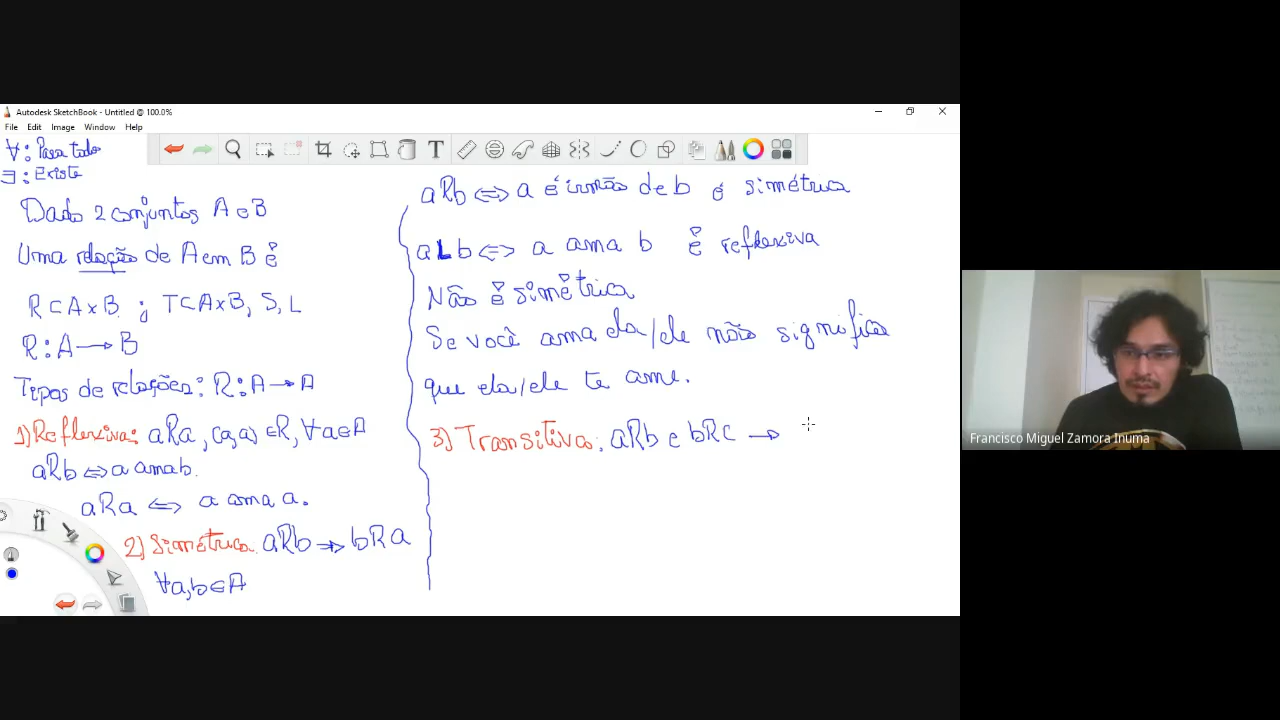 Autodesk SketchBook - Untitled @ 100.0%
File Edit Image Window Help
∀: Para todo
∃: Existe
Dado 2 conjuntos A e B
Uma relação de A em B é
R⊂A×B ; T⊂A×B, S, L
R:A→B
Tipos de relações: R:A→A
1) Reflexiva: aRa, (a,a)∈R, ∀a∈A
aRb ⇔ a ama b.
aRa ⇔ a ama a.
2) Simétrica: aRb → bRa
∀a,b∈A
aRb ⇔ a é irmão de b é simétrica
aLb ⇔ a ama b é reflexiva
Não é simétrica
Se você ama ela/ele não significa
que ela/ele te ame.
3) Transitiva: aRb e bRc →
Francisco Miguel Zamora Inuma